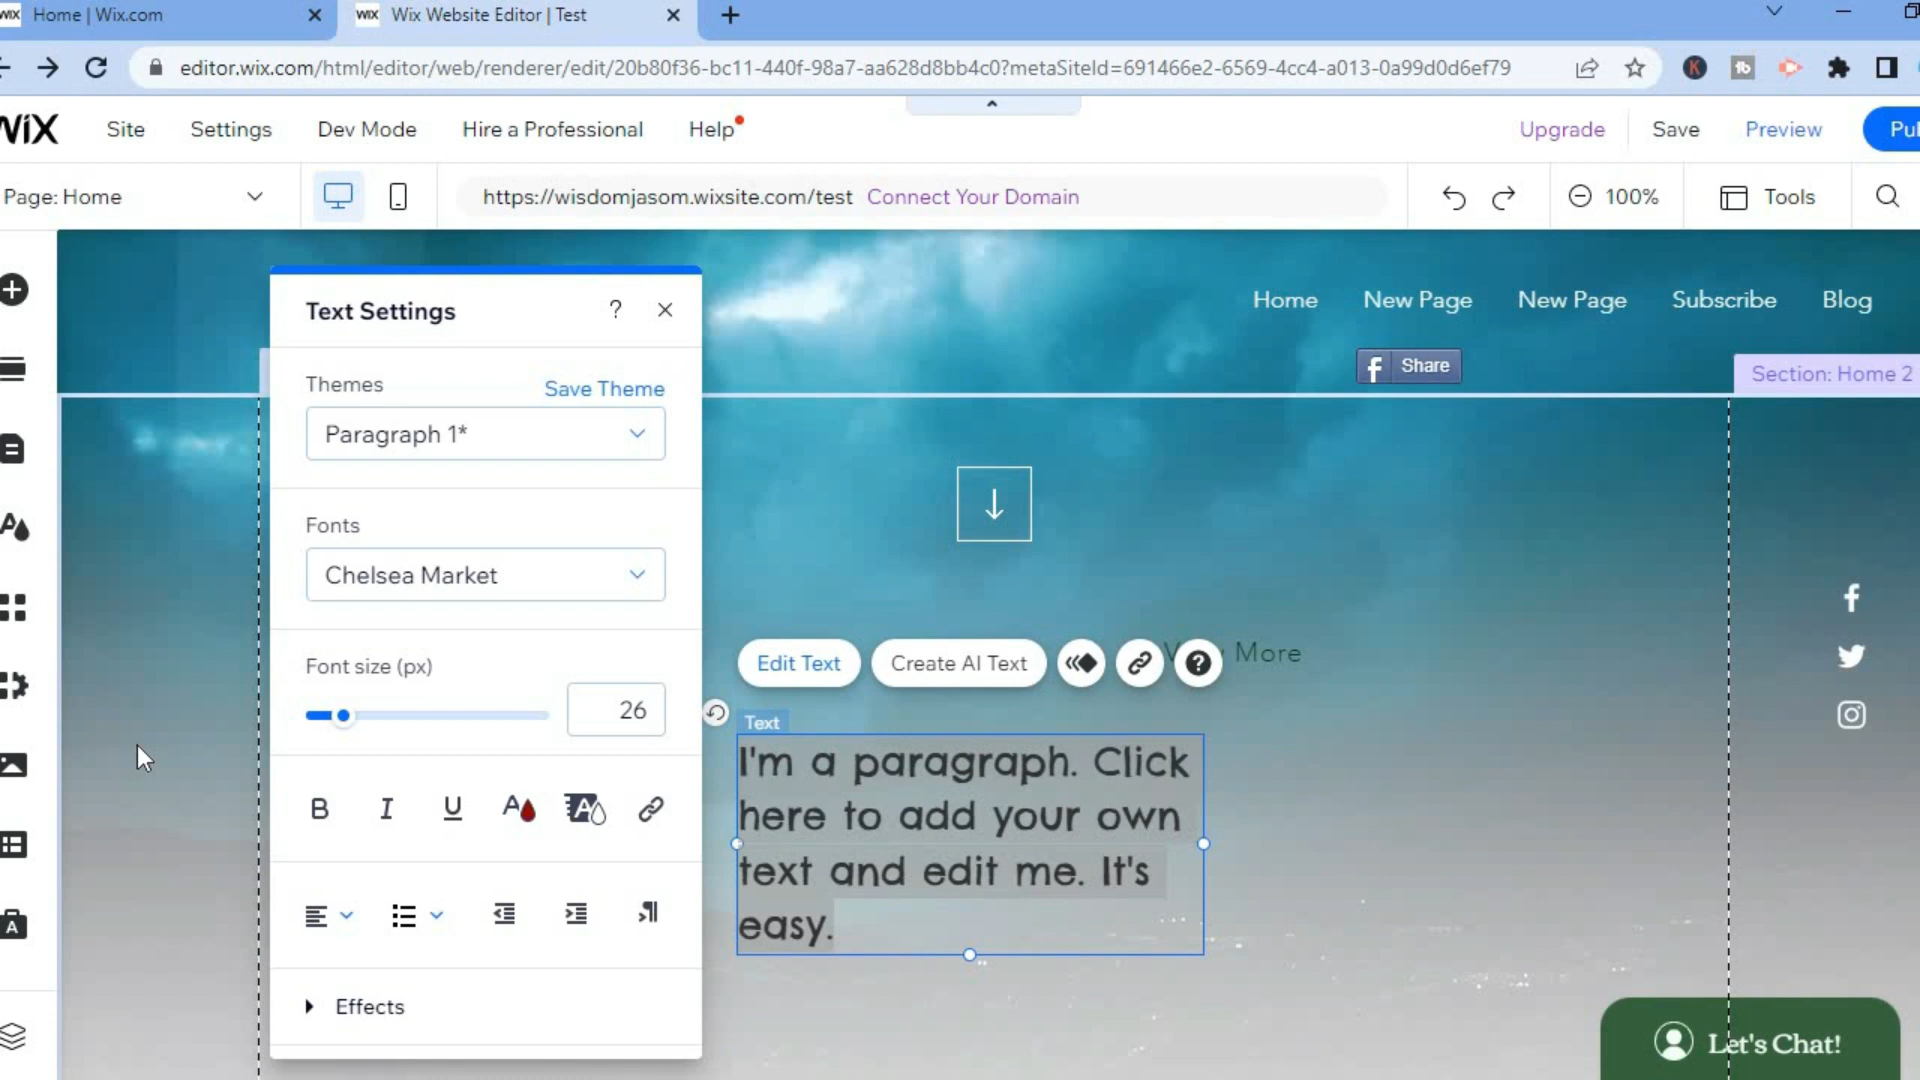 Home | Wix.com
WIX Wix Website Editor | Test
editor.wix.com/html/editor/web/renderer/edit/20b80f36-bc11-440f-98a7-aa628d8bb4c0?metaSiteId=691466e2-6569-4cc4-a013-0a99d0d6ef79
WiX Site Settings Dev Mode Hire a Professional Help Upgrade Save Preview
Page: Home https://wisdomjasom.wixsite.com/test Connect Your Domain 100% Tools
Home New Page New Page Subscribe Blog
Share
Section: Home 2
Text Settings ?
Themes Save Theme
Paragraph 1*
Fonts
Chelsea Market
Font size (px)
26
B I U A A
Effects
Edit Text Create AI Text ? More
Text
I'm a paragraph. Click
here to add your own
text and edit me. It's
easy.
Let's Chat!